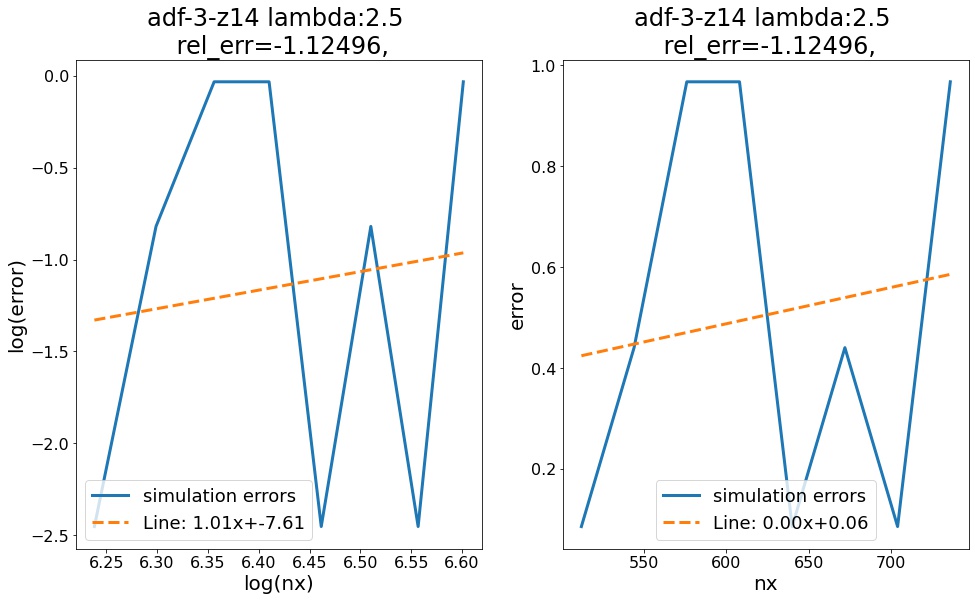 adf-3-z14 lambda:2.5
rel_err=-1.12496,
0.0
−0.5
−1.0
−1.5
−2.0
−2.5
log(error)
simulation errors
Line: 1.01x+-7.61
6.25 6.30 6.35 6.40 6.45 6.50 6.55 6.60
log(nx)
adf-3-z14 lambda:2.5
rel_err=-1.12496,
1.0
0.8
0.6
0.4
0.2
error
simulation errors
Line: 0.00x+0.06
550 600 650 700
nx